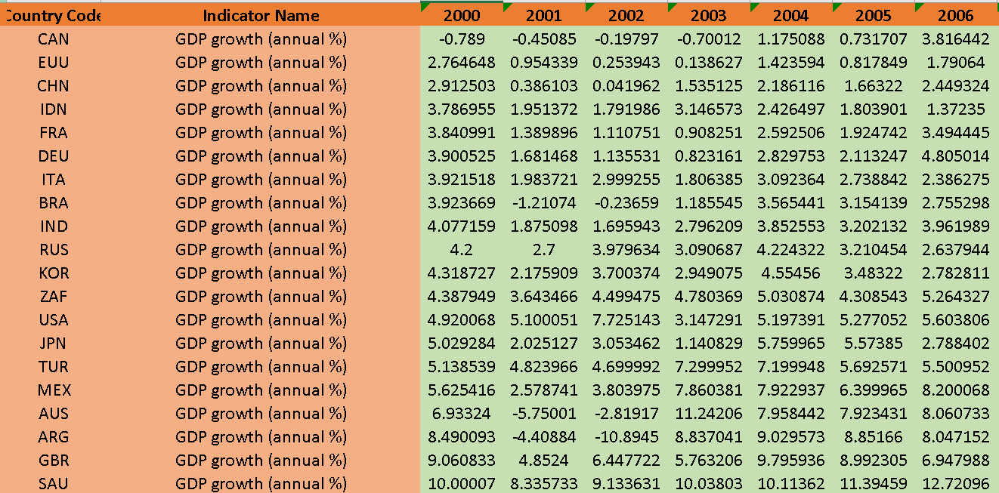 Country Code Indicator Name 2000 2001 2002 2003 2004 2005 2006
CAN GDP growth (annual %) -0.789 -0.45085 -0.19797 -0.70012 1.175088 0.731707 3.816442
EUU GDP growth (annual %) 2.764648 0.954339 0.253943 0.138627 1.423594 0.817849 1.79064
CHN GDP growth (annual %) 2.912503 0.386103 0.041962 1.535125 2.186116 1.66322 2.449324
IDN GDP growth (annual %) 3.786955 1.951372 1.791986 3.146573 2.426497 1.803901 1.37235
FRA GDP growth (annual %) 3.840991 1.389896 1.110751 0.908251 2.592506 1.924742 3.494445
DEU GDP growth (annual %) 3.900525 1.681468 1.135531 0.823161 2.829753 2.113247 4.805014
ITA GDP growth (annual %) 3.921518 1.983721 2.999255 1.806385 3.092364 2.738842 2.386275
BRA GDP growth (annual %) 3.923669 -1.21074 -0.23659 1.185545 3.565441 3.154139 2.755298
IND GDP growth (annual %) 4.077159 1.875098 1.695943 2.796209 3.852553 3.202132 3.961989
RUS GDP growth (annual %) 4.2 2.7 3.979634 3.090687 4.224322 3.210454 2.637944
KOR GDP growth (annual %) 4.318727 2.175909 3.700374 2.949075 4.55456 3.48322 2.782811
ZAF GDP growth (annual %) 4.387949 3.643466 4.499475 4.780369 5.030874 4.308543 5.264327
USA GDP growth (annual %) 4.920068 5.100051 7.725143 3.147291 5.197391 5.277052 5.603806
JPN GDP growth (annual %) 5.029284 2.025127 3.053462 1.140829 5.759965 5.57385 2.788402
TUR GDP growth (annual %) 5.138539 4.823966 4.699992 7.299952 7.199948 5.692571 5.500952
MEX GDP growth (annual %) 5.625416 2.578741 3.803975 7.860381 7.922937 6.399965 8.200068
AUS GDP growth (annual %) 6.93324 -5.75001 -2.81917 11.24206 7.958442 7.923431 8.060733
ARG GDP growth (annual %) 8.490093 -4.40884 -10.8945 8.837041 9.029573 8.85166 8.047152
GBR GDP growth (annual %) 9.060833 4.8524 6.447722 5.763206 9.795936 8.992305 6.947988
SAU GDP growth (annual %) 10.00007 8.335733 9.133631 10.03803 10.11362 11.39459 12.72096